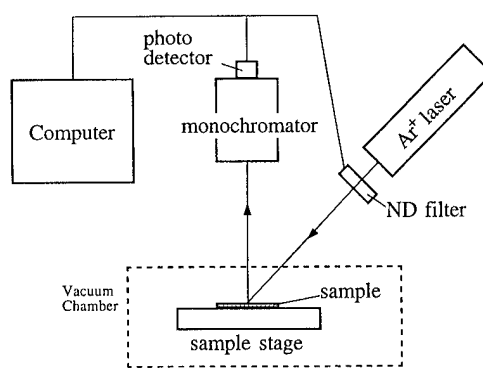 photo
detector
Computer
monochromator
Ar+ laser
ND filter
Vacuum
Chamber
sample
sample stage